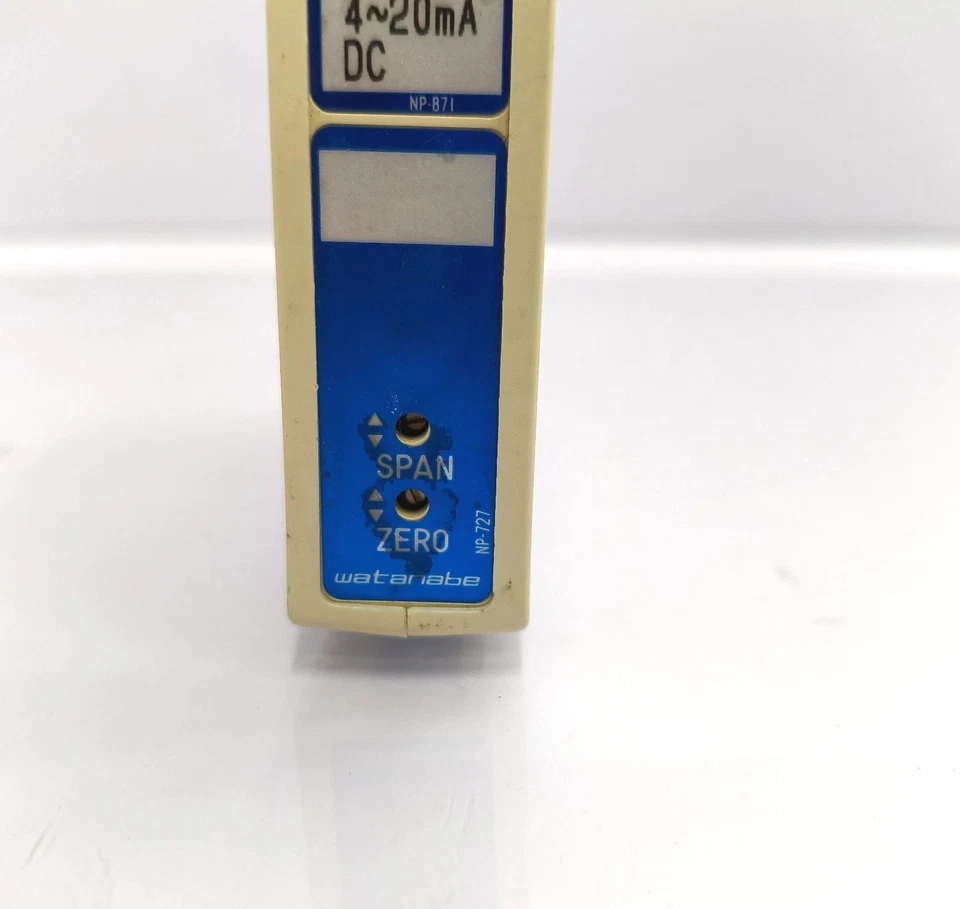 4~20mA
DC
NP-871
SPAN
ZERO
NP-727
watanabe